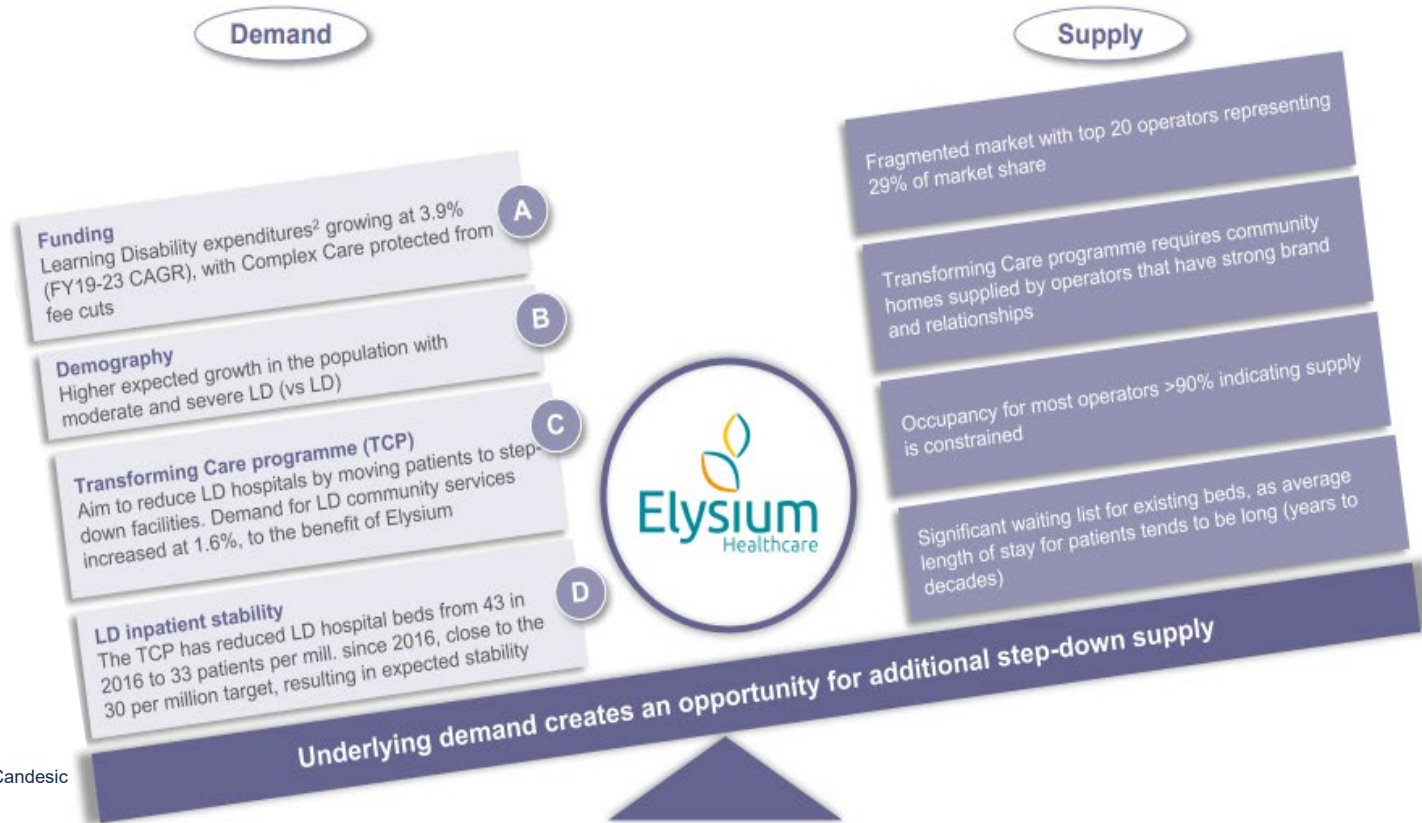 Demand
Funding
Learning Disability expenditures² growing at 3.9%
(FY19-23 CAGR), with Complex Care protected from
fee cuts
A
Demography
Higher expected growth in the population with
moderate and severe LD (vs LD)
B
Transforming Care programme (TCP)
Aim to reduce LD hospitals by moving patients to step-
down facilities. Demand for LD community services
increased at 1.6%, to the benefit of Elysium
C
LD inpatient stability
The TCP has reduced LD hospital beds from 43 in
2016 to 33 patients per mill. since 2016, close to the
30 per million target, resulting in expected stability
D
Elysium
Healthcare
Supply
Fragmented market with top 20 operators representing
29% of market share
Transforming Care programme requires community
homes supplied by operators that have strong brand
and relationships
Occupancy for most operators >90% indicating supply
is constrained
Significant waiting list for existing beds, as average
length of stay for patients tends to be long (years to
decades)
Underlying demand creates an opportunity for additional step-down supply
Candesic